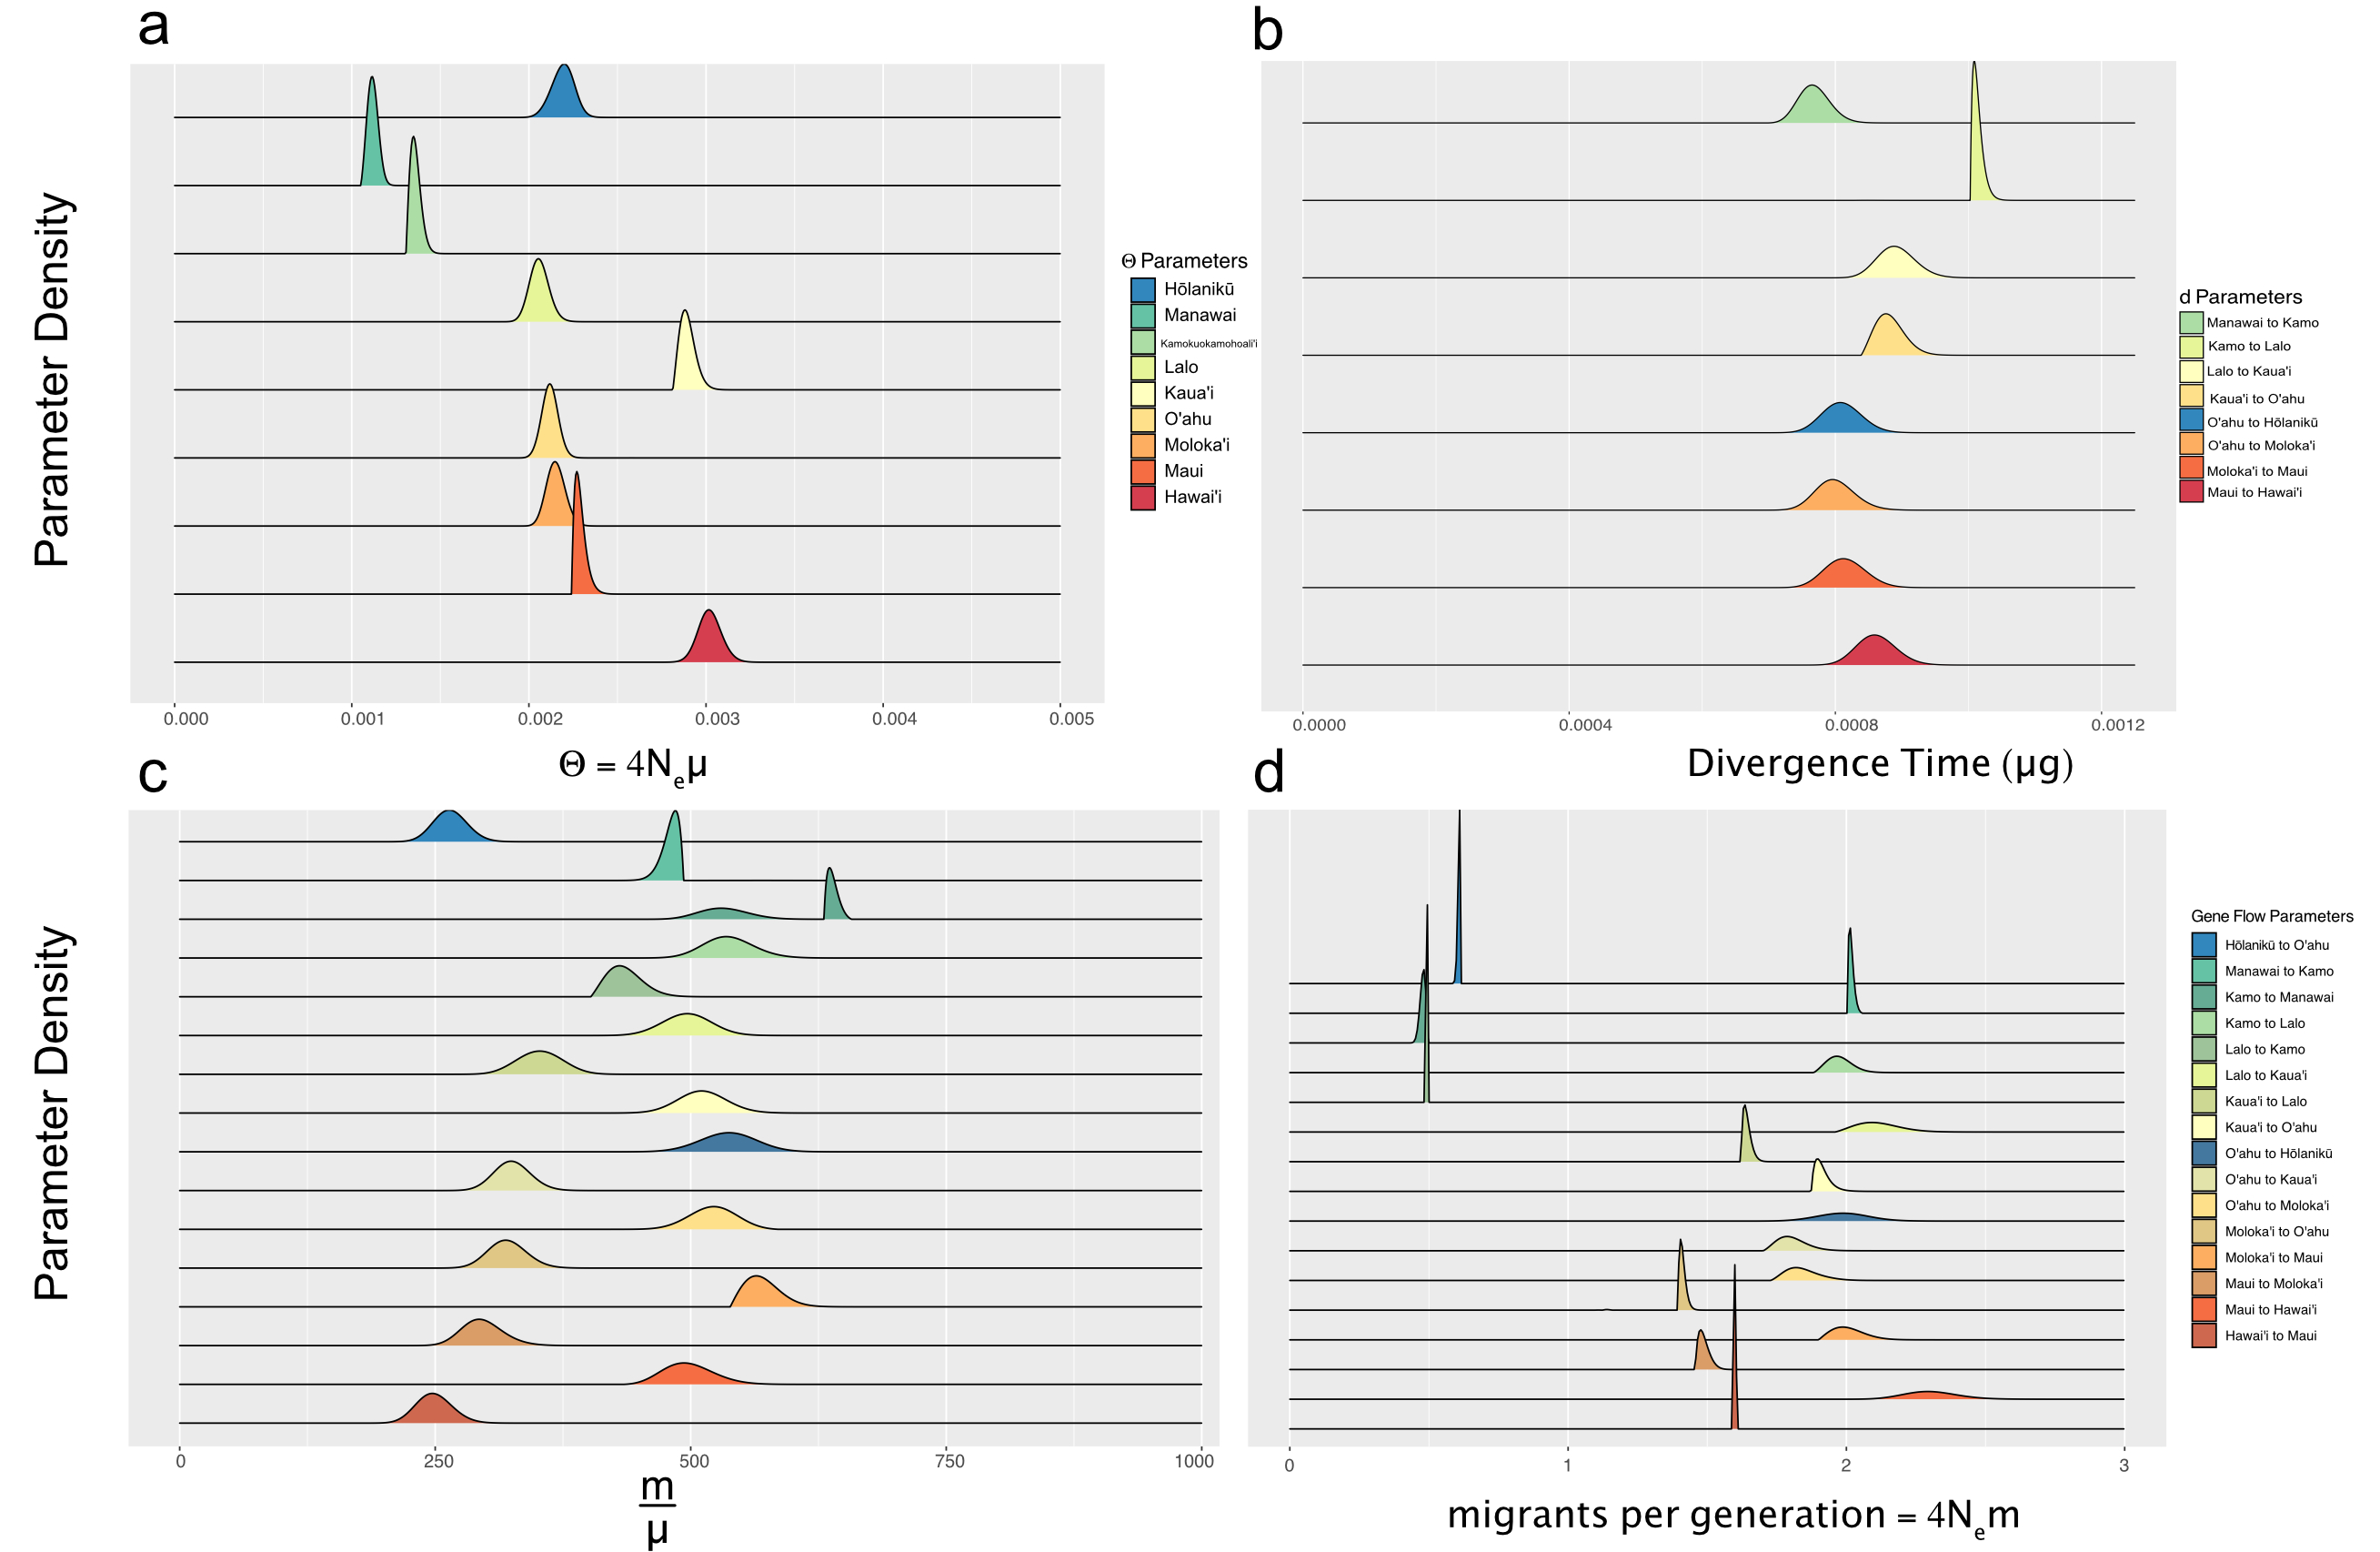 a
Parameter Density
0.000 0.001 0.002 0.003 0.004 0.005
Θ = 4Neμ
Θ Parameters
Hōlanikū
Manawai
Kamokuokamohoali'i
Lalo
Kaua'i
O'ahu
Moloka'i
Maui
Hawai'i
b
0.0000 0.0004 0.0008 0.0012
Divergence Time (μg)
d Parameters
Manawai to Kamo
Kamo to Lalo
Lalo to Kaua'i
Kaua'i to O'ahu
O'ahu to Hōlanikū
O'ahu to Moloka'i
Moloka'i to Maui
Maui to Hawai'i
c
Parameter Density
0 250 500 750 1000
m
μ
d
0 1 2 3
migrants per generation = 4Nem
Gene Flow Parameters
Hōlanikū to O'ahu
Manawai to Kamo
Kamo to Manawai
Kamo to Lalo
Lalo to Kamo
Lalo to Kaua'i
Kaua'i to Lalo
Kaua'i to O'ahu
O'ahu to Hōlanikū
O'ahu to Kaua'i
O'ahu to Moloka'i
Moloka'i to O'ahu
Moloka'i to Maui
Maui to Moloka'i
Maui to Hawai'i
Hawai'i to Maui